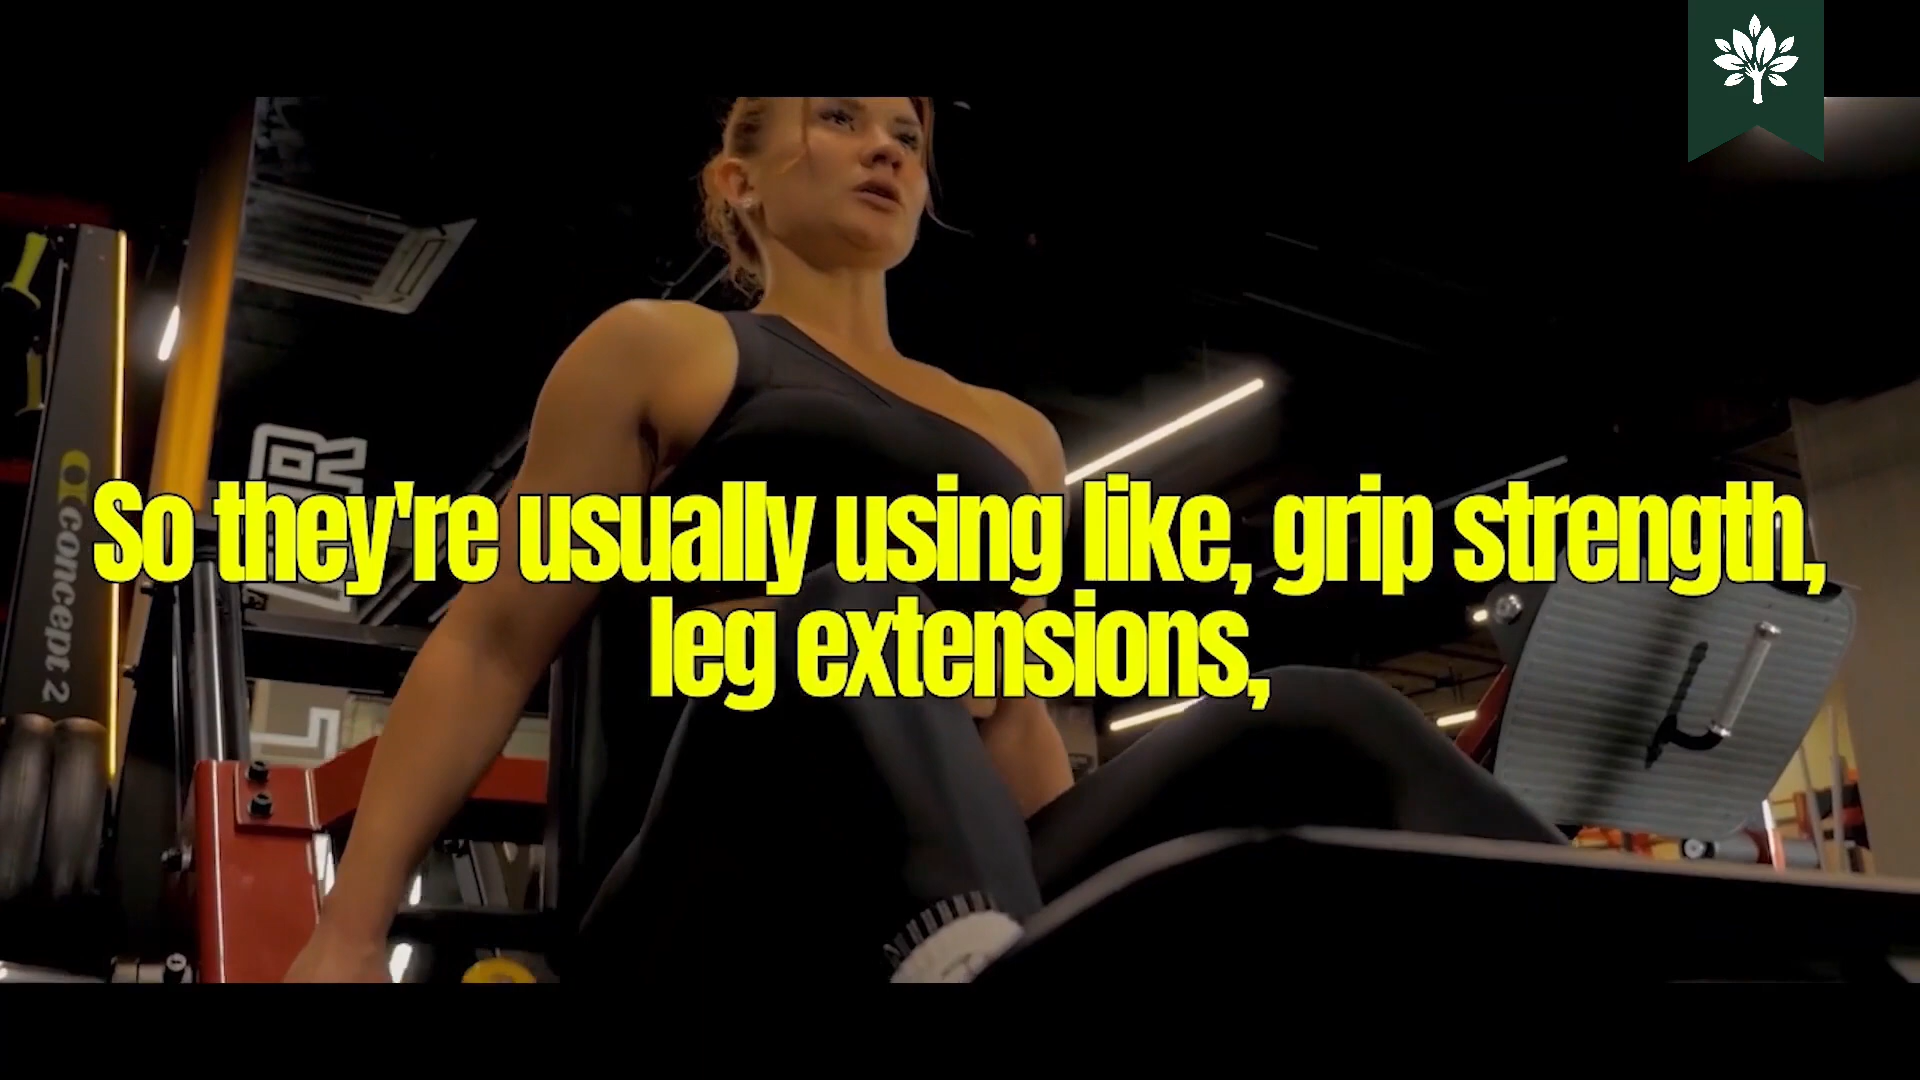 So they're usually using like, grip strength,
leg extensions,
concept 2